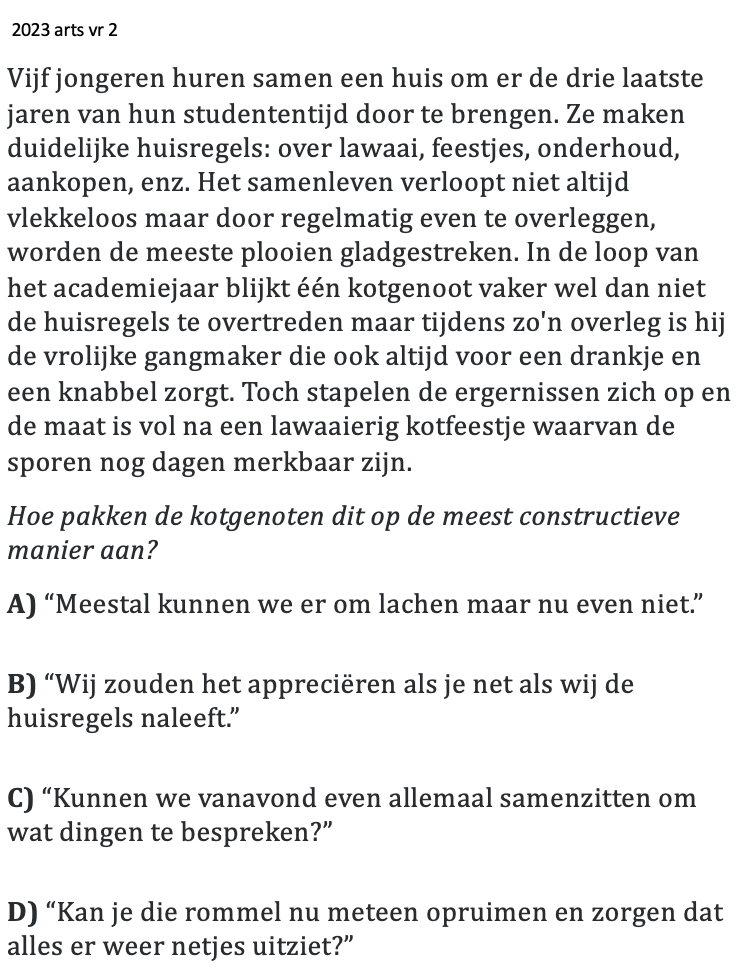 2023 arts vr 2
Vijf jongeren huren samen een huis om er de drie laatste
jaren van hun studententijd door te brengen. Ze maken
duidelijke huisregels: over lawaai, feestjes, onderhoud,
aankopen, enz. Het samenleven verloopt niet altijd
vlekkeloos maar door regelmatig even te overleggen,
worden de meeste plooien gladgestreken. In de loop van
het academiejaar blijkt één kotgenoot vaker wel dan niet
de huisregels te overtreden maar tijdens zo'n overleg is hij
de vrolijke gangmaker die ook altijd voor een drankje en
een knabbel zorgt. Toch stapelen de ergernissen zich op en
de maat is vol na een lawaaierig kotfeestje waarvan de
sporen nog dagen merkbaar zijn.
Hoe pakken de kotgenoten dit op de meest constructieve
manier aan?
A) “Meestal kunnen we er om lachen maar nu even niet.”
B) “Wij zouden het appreciëren als je net als wij de
huisregels naleeft.”
C) “Kunnen we vanavond even allemaal samenzitten om
wat dingen te bespreken?”
D) “Kan je die rommel nu meteen opruimen en zorgen dat
alles er weer netjes uitziet?”